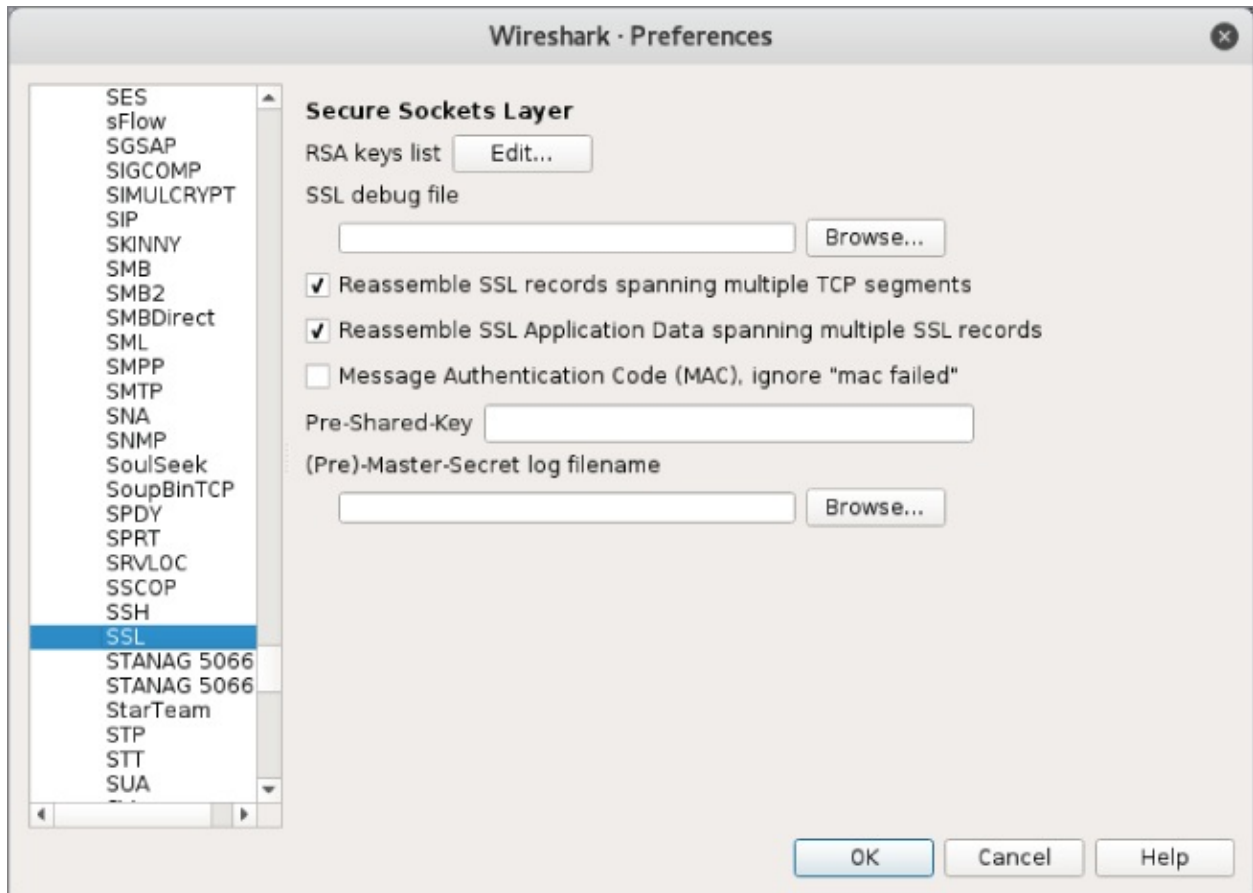 Wireshark · Preferences
SES
sFlow
SGSAP
SIGCOMP
SIMULCRYPT
SIP
SKINNY
SMB
SMB2
SMBDirect
SML
SMPP
SMTP
SNA
SNMP
SoulSeek
SoupBinTCP
SPDY
SPRT
SRVLOC
SSCOP
SSH
SSL
STANAG 5066
STANAG 5066
StarTeam
STP
STT
SUA
Secure Sockets Layer
RSA keys list Edit...
SSL debug file
Browse...
Reassemble SSL records spanning multiple TCP segments
Reassemble SSL Application Data spanning multiple SSL records
Message Authentication Code (MAC), ignore "mac failed"
Pre-Shared-Key
(Pre)-Master-Secret log filename
Browse...
OK Cancel Help